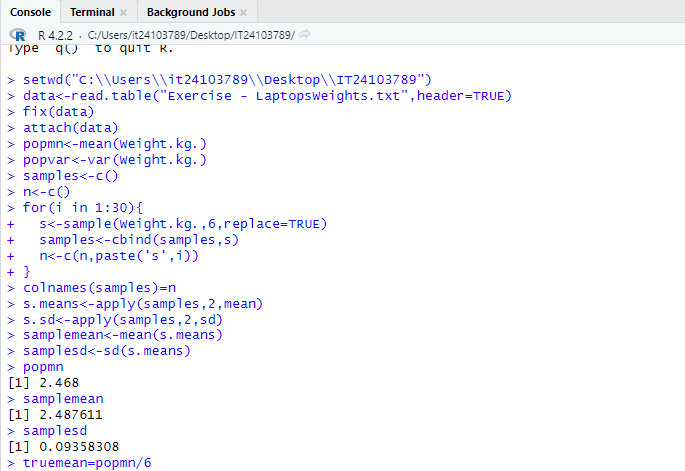 Console Terminal × Background Jobs ×
R R 4.2.2 · C:/Users/it24103789/Desktop/IT24103789/
Type 'q()' to quit R.
> setwd("C:\\Users\\it24103789\\Desktop\\IT24103789")
> data<-read.table("Exercise - LaptopsWeights.txt",header=TRUE)
> fix(data)
> attach(data)
> popmn<-mean(Weight.kg.)
> popvar<-var(Weight.kg.)
> samples<-c()
> n<-c()
> for(i in 1:30){
+   s<-sample(Weight.kg.,6,replace=TRUE)
+   samples<-cbind(samples,s)
+   n<-c(n,paste('s',i))
+ }
> colnames(samples)=n
> s.means<-apply(samples,2,mean)
> s.sd<-apply(samples,2,sd)
> samplemean<-mean(s.means)
> samplesd<-sd(s.means)
> popmn
[1] 2.468
> samplemean
[1] 2.487611
> samplesd
[1] 0.09358308
> truemean=popmn/6